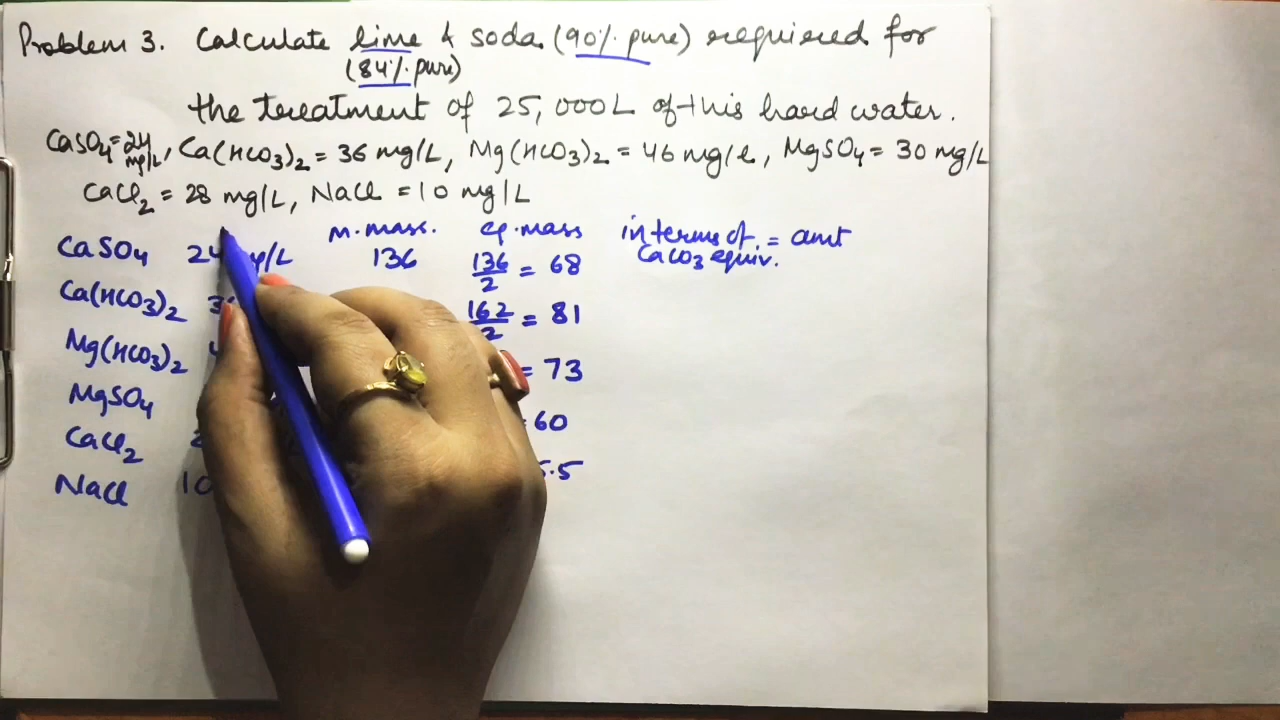 Problem 3. Calculate lime & soda (90% pure) required for
(84% pure)
the treatment of 25,000L of this hard water.
CaSO4 = 24 mg/L, Ca(HCO3)2 = 36 mg/L, Mg(HCO3)2 = 46 mg/l, MgSO4 = 30 mg/L
CaCl2 = 28 mg/L, NaCl = 10 mg/L
m.mass. eq.mass in terms of = amt
CaCO3 equiv.
CaSO4 24 136 136/2 = 68
Ca(HCO3)2 162/2 = 81
Mg(HCO3)2 = 73
MgSO4 60
CaCl2
NaCl 10